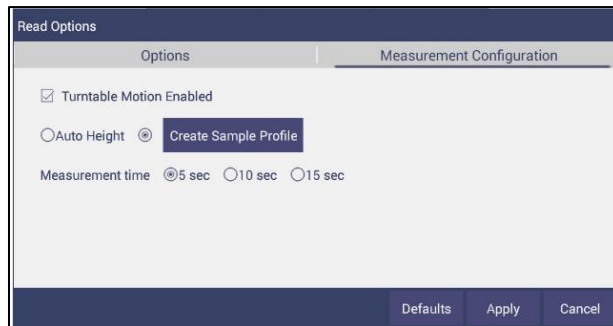 Read Options
Options Measurement Configuration
Turntable Motion Enabled
Auto Height Create Sample Profile
Measurement time 5 sec 10 sec 15 sec
Defaults Apply Cancel